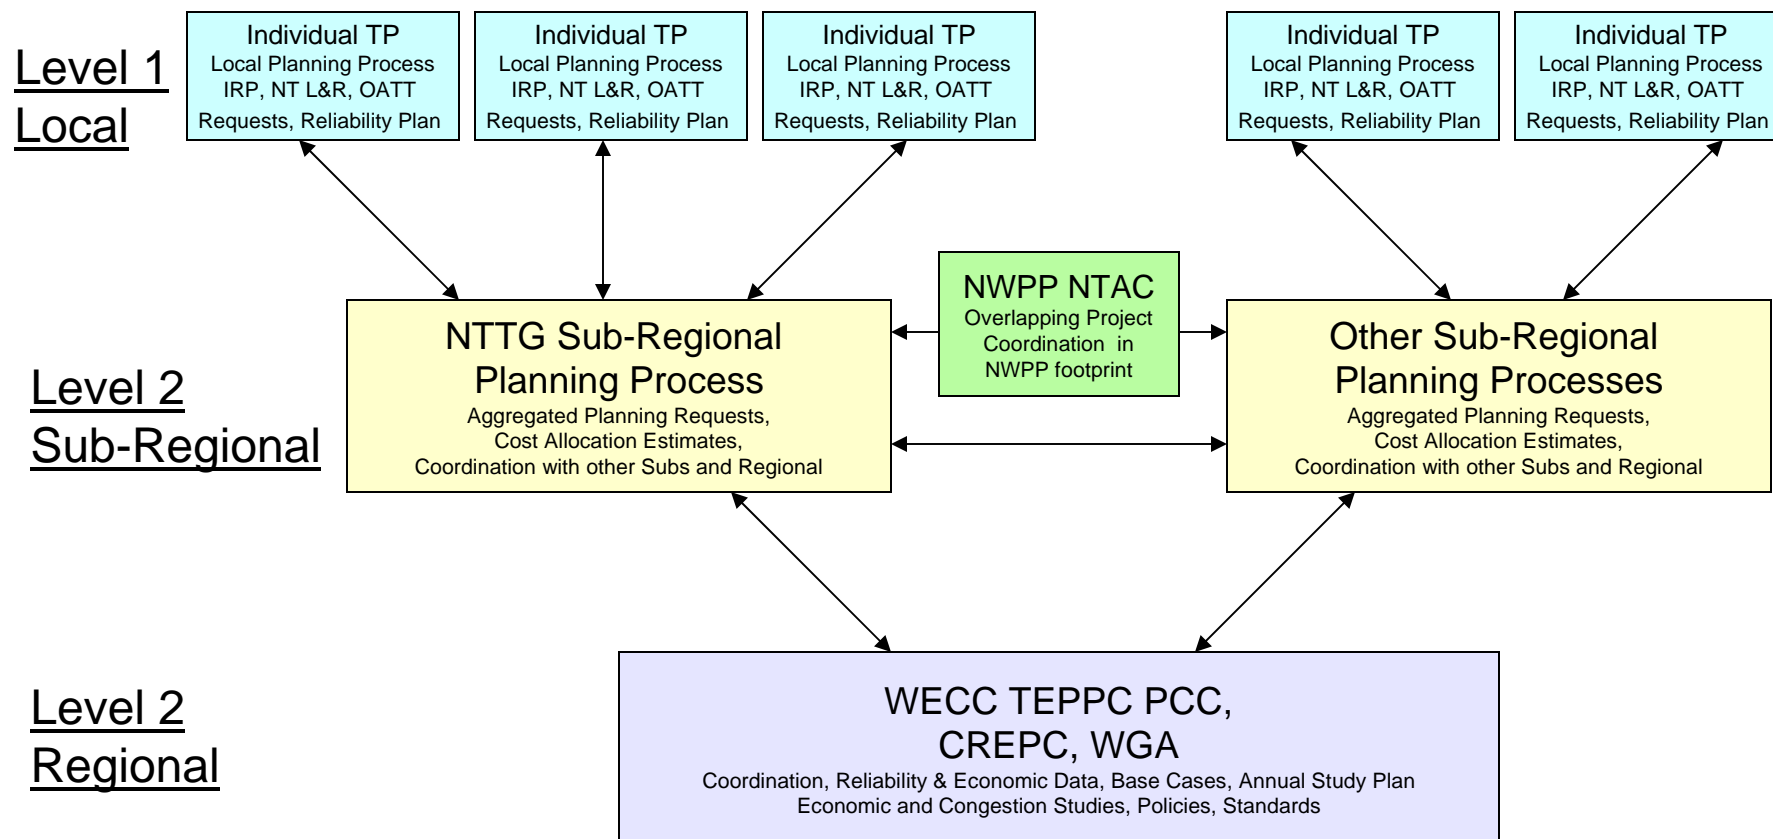 Level 1
Local
Individual TP
Local Planning Process
IRP, NT L&R, OATT
Requests, Reliability Plan
Individual TP
Local Planning Process
IRP, NT L&R, OATT
Requests, Reliability Plan
Individual TP
Local Planning Process
IRP, NT L&R, OATT
Requests, Reliability Plan
Individual TP
Local Planning Process
IRP, NT L&R, OATT
Requests, Reliability Plan
Individual TP
Local Planning Process
IRP, NT L&R, OATT
Requests, Reliability Plan
Level 2
Sub-Regional
NTTG Sub-Regional
Planning Process
Aggregated Planning Requests,
Cost Allocation Estimates,
Coordination with other Subs and Regional
NWPP NTAC
Overlapping Project
Coordination in
NWPP footprint
Other Sub-Regional
Planning Processes
Aggregated Planning Requests,
Cost Allocation Estimates,
Coordination with other Subs and Regional
Level 2
Regional
WECC TEPPC PCC,
CREPC, WGA
Coordination, Reliability & Economic Data, Base Cases, Annual Study Plan
Economic and Congestion Studies, Policies, Standards